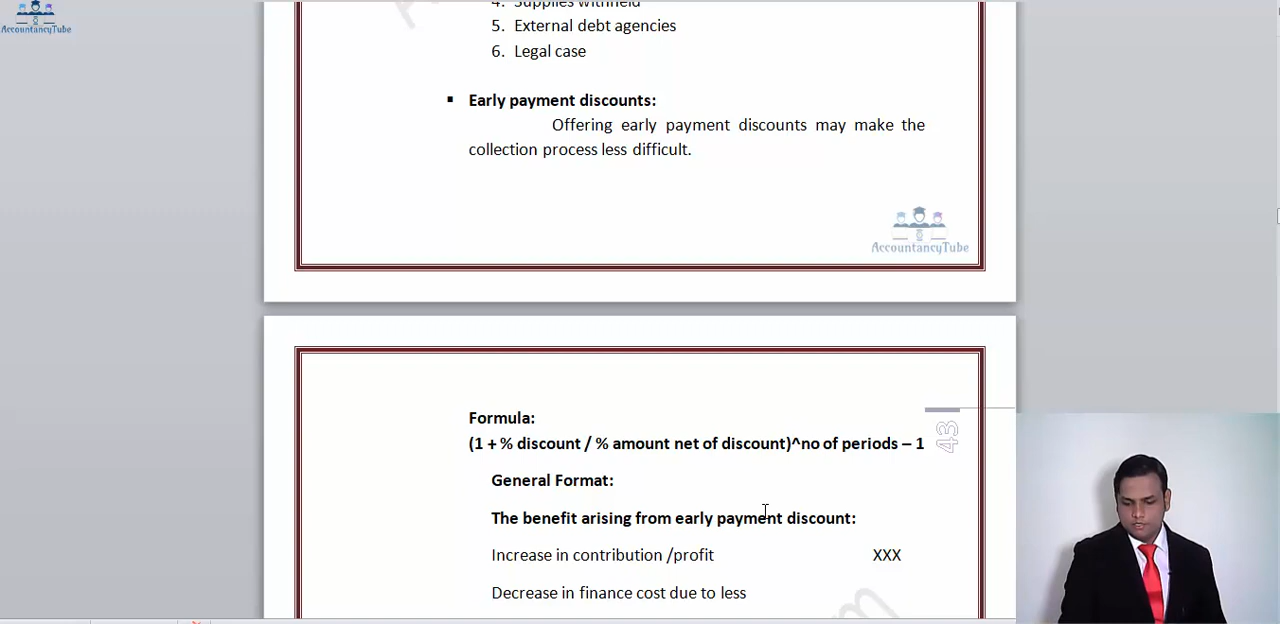 AccountancyTube
4. Supplies withheld
5. External debt agencies
6. Legal case
▪ Early payment discounts:
Offering early payment discounts may make the
collection process less difficult.
AccountancyTube
43
Formula:
(1 + % discount / % amount net of discount)^no of periods – 1
General Format:
The benefit arising from early payment discount:
Increase in contribution /profit XXX
Decrease in finance cost due to less